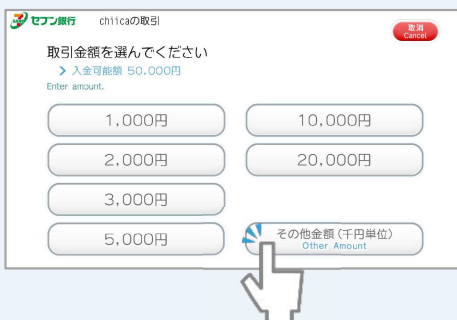 セブン銀行 chiicaの取引
取消
Cancel
取引金額を選んでください
入金可能額 50,000円
Enter amount.
1,000円 10,000円
2,000円 20,000円
3,000円
5,000円 その他金額(千円単位)
Other Amount